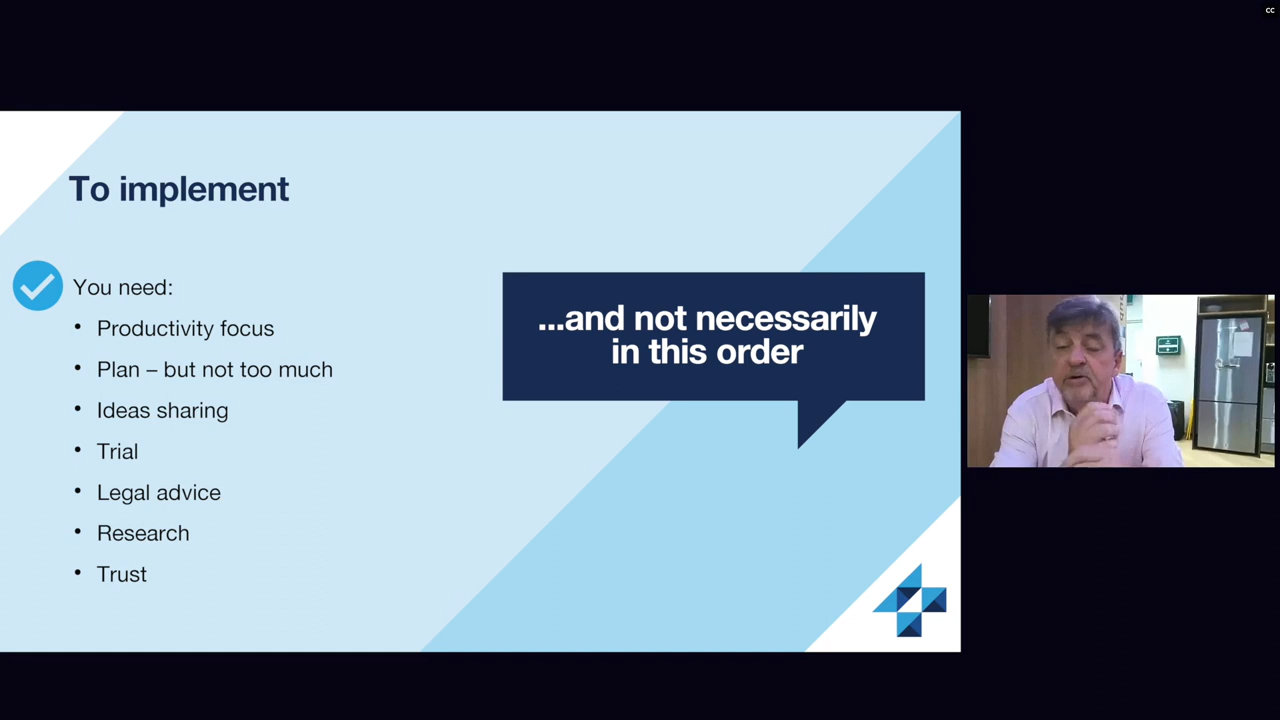 CC
To implement
You need:
• Productivity focus
• Plan – but not too much
• Ideas sharing
• Trial
• Legal advice
• Research
• Trust
...and not necessarily
in this order